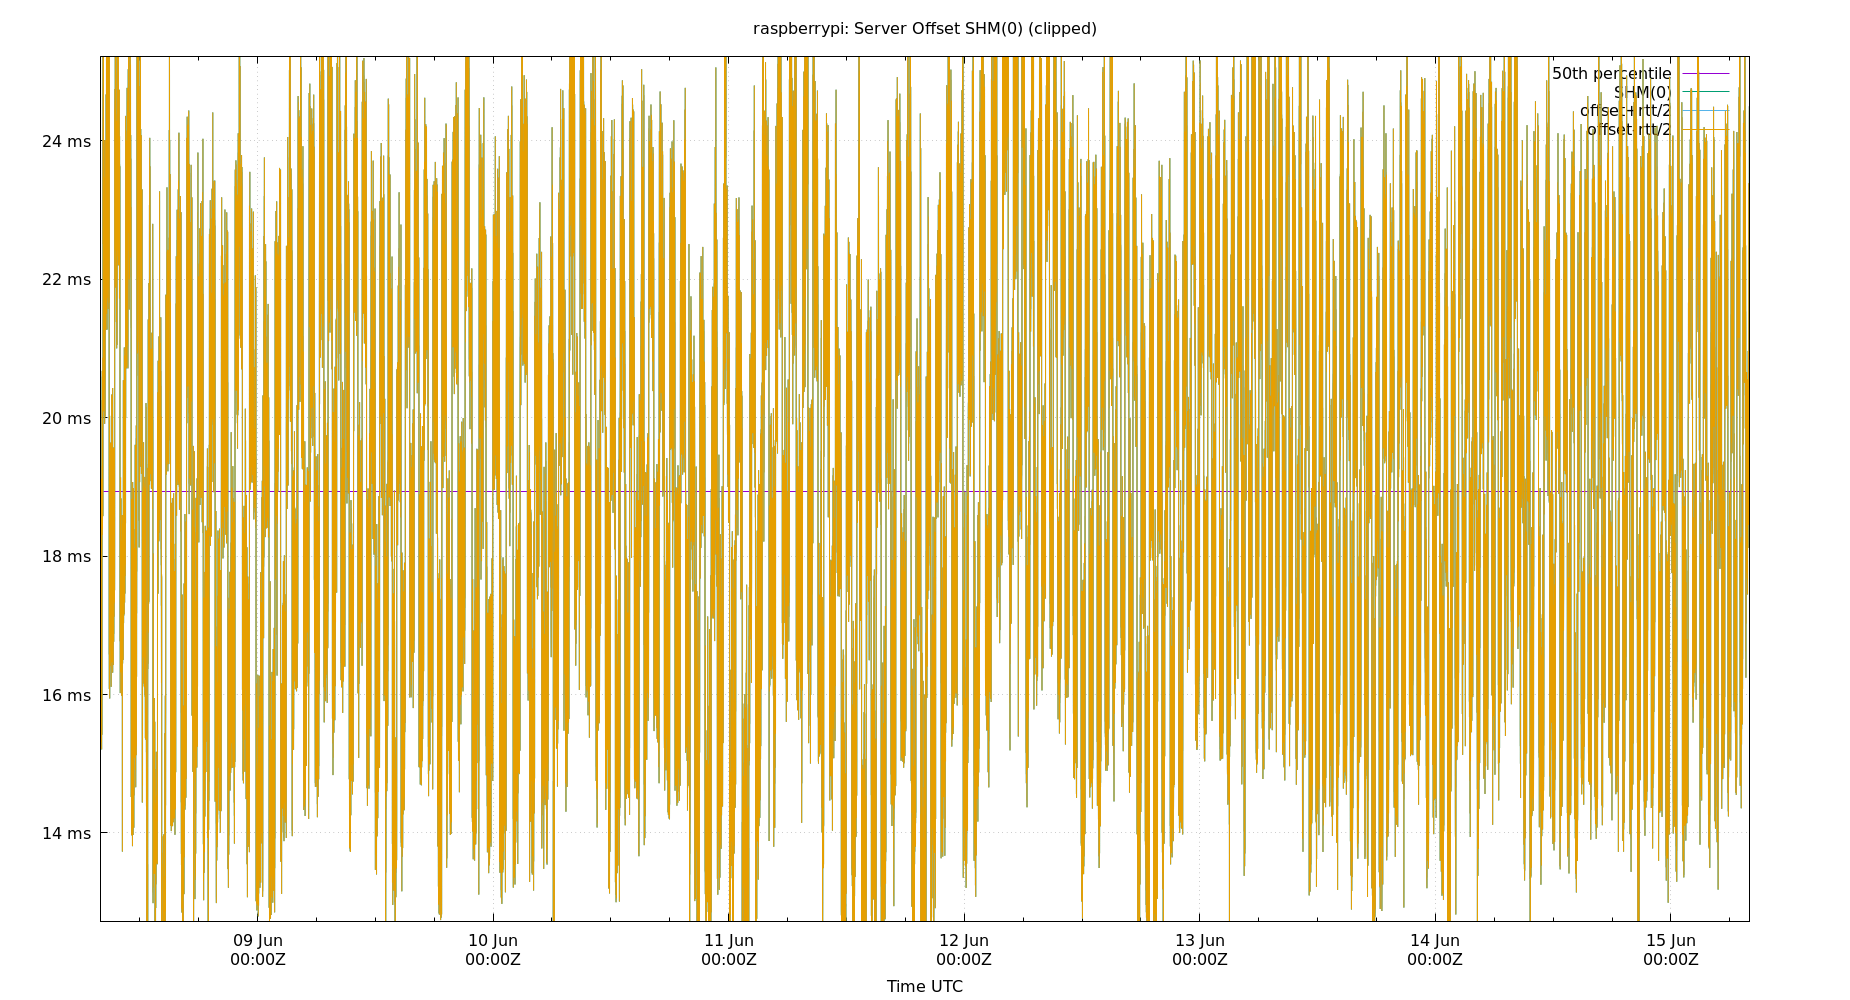 raspberrypi: Server Offset SHM(0) (clipped)
50th percentile
SHM(0)
offset+rtt/2
offset-rtt/2
24 ms
22 ms
20 ms
18 ms
16 ms
14 ms
09 Jun 10 Jun 11 Jun 12 Jun 13 Jun 14 Jun 15 Jun
00:00Z 00:00Z 00:00Z 00:00Z 00:00Z 00:00Z 00:00Z
Time UTC